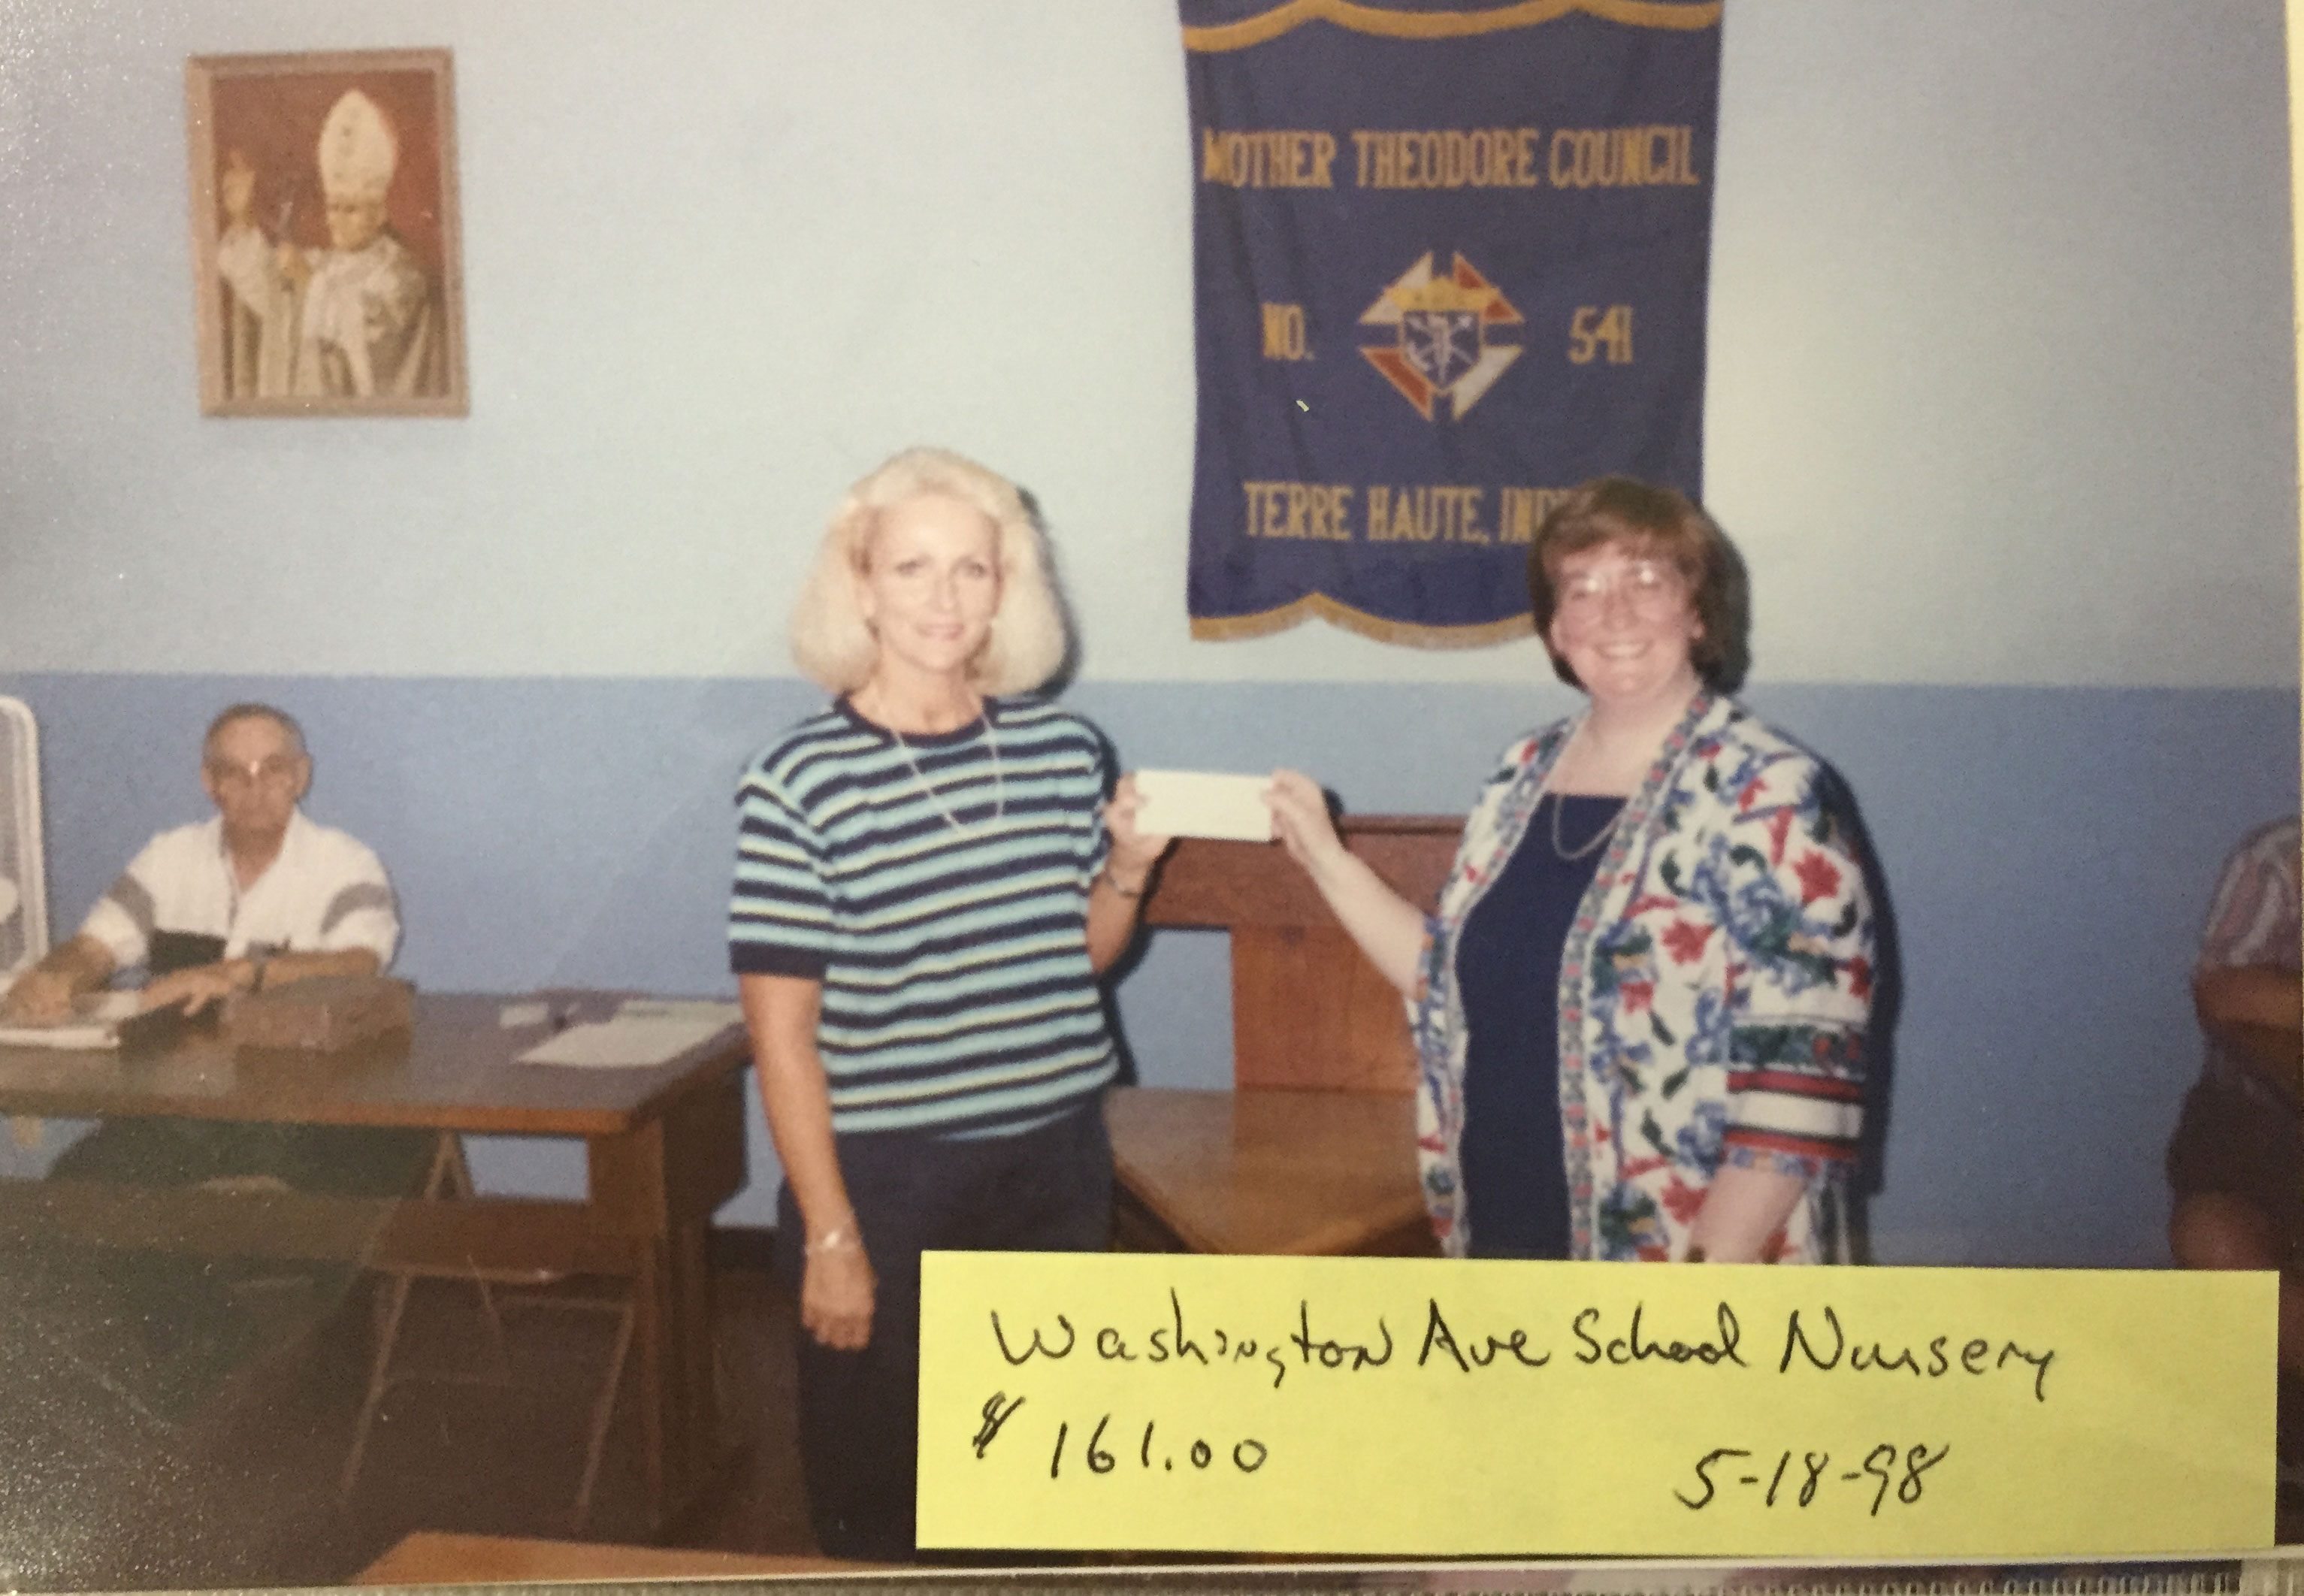 MOTHER THEODORE COUNCIL
NO. 541
TERRE HAUTE, IND
Washington Ave School Nursery
$ 161.00 5-18-98